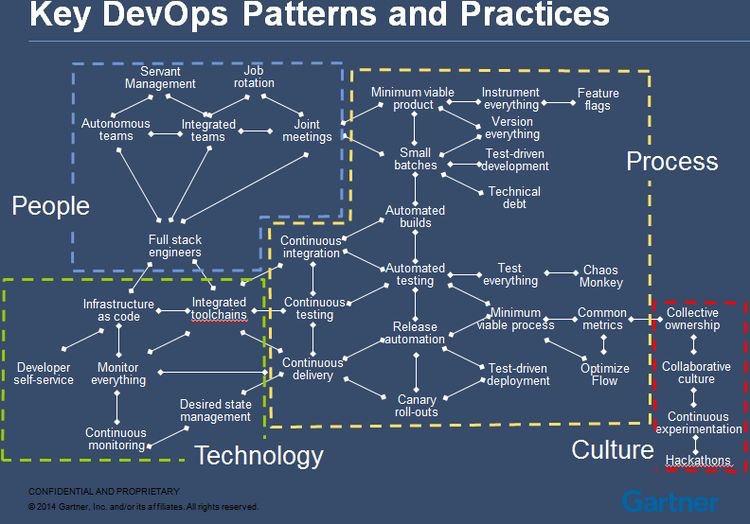 Key DevOps Patterns and Practices
Servant
Management
Job
rotation
Autonomous
teams
Integrated
teams
Joint
meetings
People
Full stack
engineers
Minimum viable
product
Instrument
everything
Feature
flags
Version
everything
Small
batches
Test-driven
development
Process
Technical
debt
Automated
builds
Continuous
integration
Automated
testing
Test
everything
Chaos
Monkey
Continuous
testing
Minimum
viable process
Common
metrics
Release
automation
Continuous
delivery
Test-driven
deployment
Optimize
Flow
Canary
roll-outs
Infrastructure
as code
Integrated
toolchains
Developer
self-service
Monitor
everything
Desired state
management
Continuous
monitoring
Technology
Collective
ownership
Collaborative
culture
Continuous
experimentation
Hackathons
Culture
CONFIDENTIAL AND PROPRIETARY
© 2014 Gartner, Inc. and/or its affiliates. All rights reserved.
Gartner